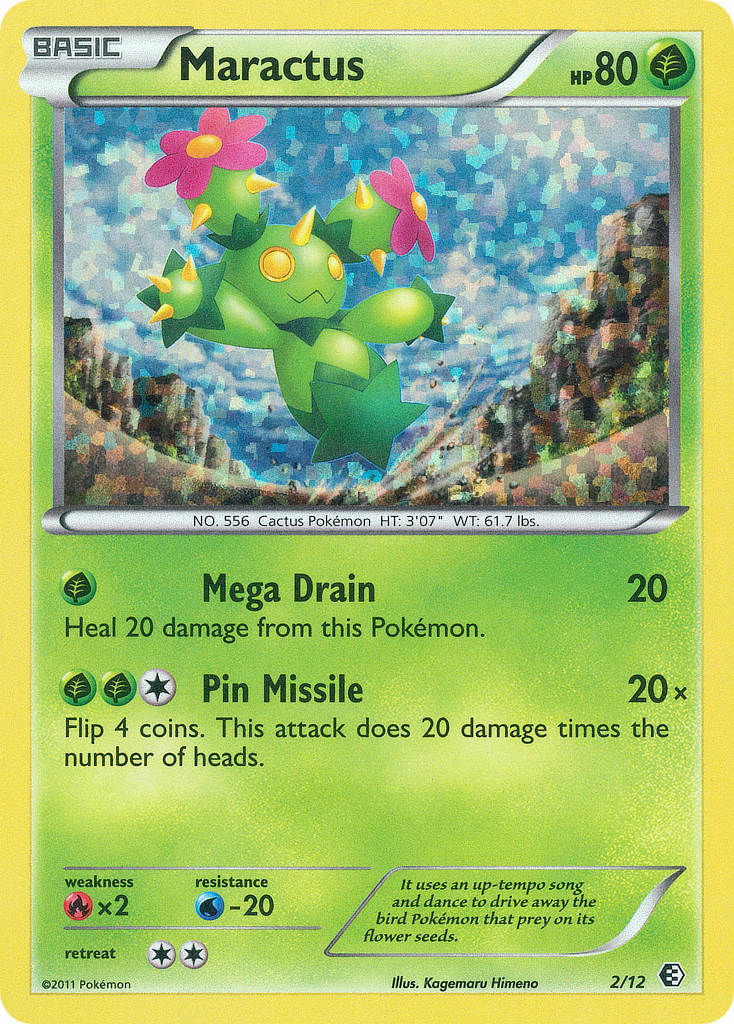 BASIC
Maractus
HP80
NO. 556 Cactus Pokémon HT: 3'07" WT: 61.7 lbs.
Mega Drain 20
Heal 20 damage from this Pokémon.
Pin Missile 20×
Flip 4 coins. This attack does 20 damage times the
number of heads.
weakness
×2
resistance
-20
retreat
It uses an up-tempo song
and dance to drive away the
bird Pokémon that prey on its
flower seeds.
©2011 Pokémon
Illus. Kagemaru Himeno
2/12